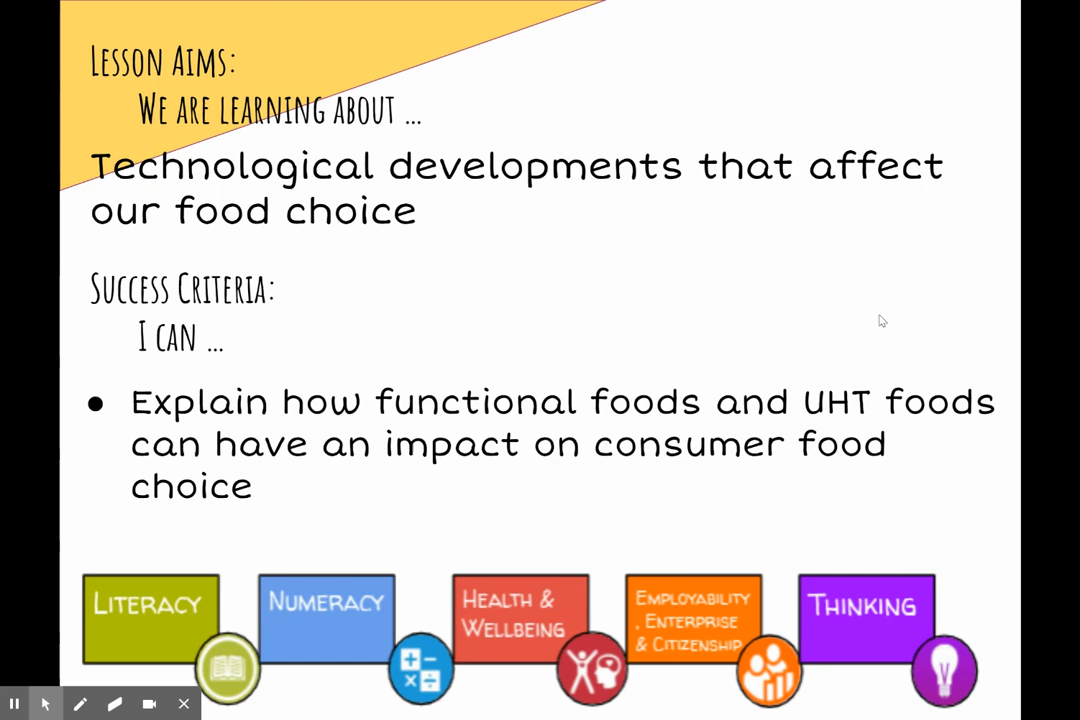 Lesson Aims:
We are learning about ...
Technological developments that affect
our food choice
Success Criteria:
I can ...
● Explain how functional foods and UHT foods
can have an impact on consumer food
choice
Literacy
Numeracy
Health &
Wellbeing
Employability
, Enterprise
& Citizenship
Thinking